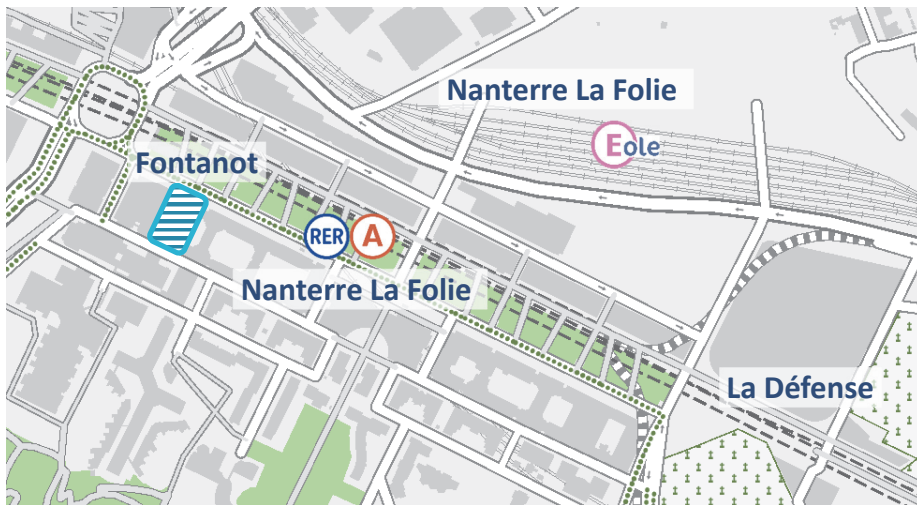 Nanterre La Folie
Eole
Fontanot
RER A
Nanterre La Folie
La Défense